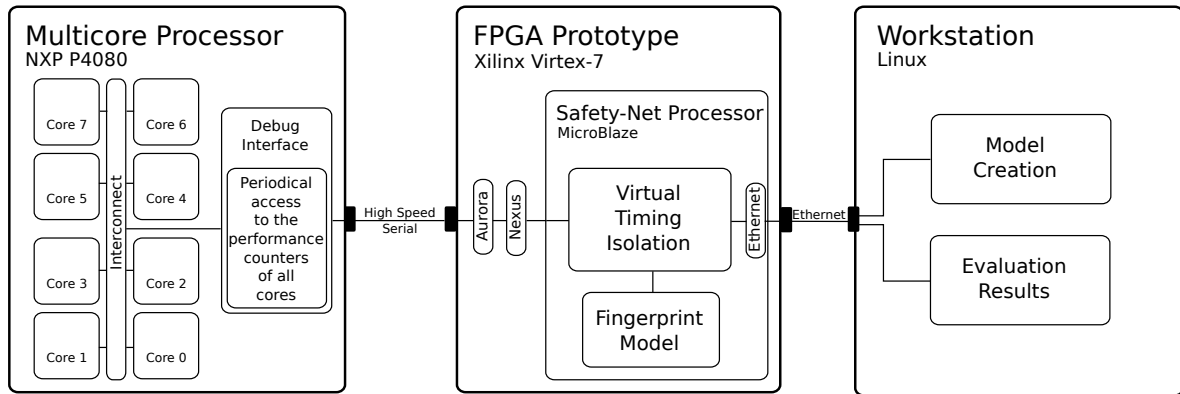 Multicore Processor
NXP P4080
Core 7
Core 6
Core 5
Core 4
Core 3
Core 2
Core 1
Core 0
Interconnect
Debug
Interface
Periodical
access
to the
performance
counters
of all
cores
High Speed
Serial
FPGA Prototype
Xilinx Virtex-7
Aurora
Nexus
Safety-Net Processor
MicroBlaze
Virtual
Timing
Isolation
Fingerprint
Model
Ethernet
Ethernet
Workstation
Linux
Model
Creation
Evaluation
Results